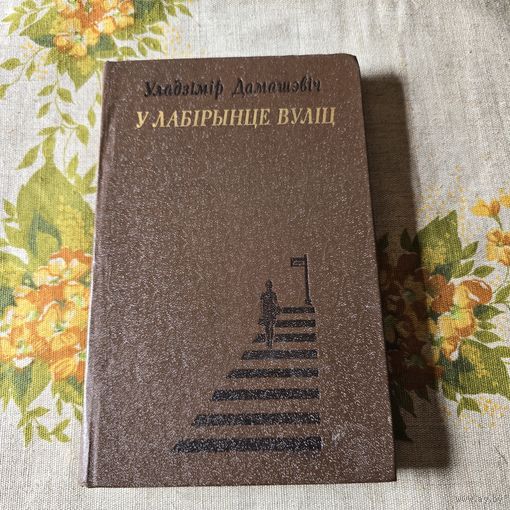 Уладзімір Дамашэвіч
У ЛАБІРЫНЦЕ ВУЛІЦ